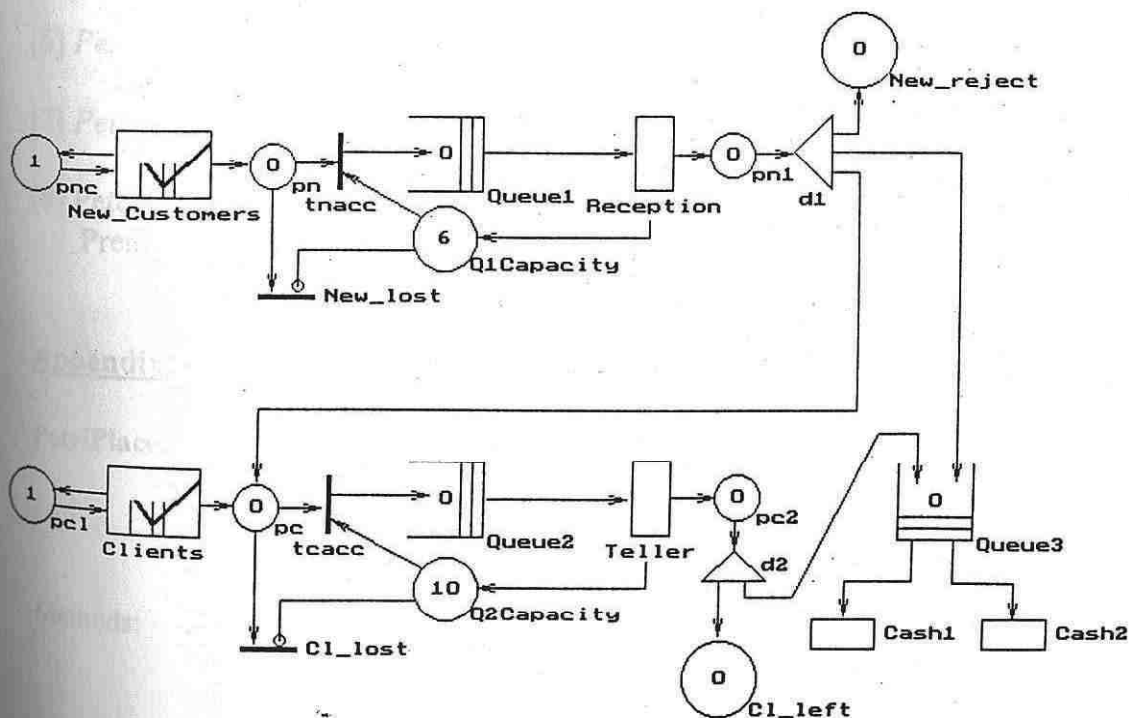 0
New_reject
1
pnc
New_Customers
0
pn
tnacc
0
Queue1
Reception
0
pn1
d1
6
Q1Capacity
New_lost
1
pcl
Clients
0
pc
tcacc
0
Queue2
Teller
0
pc2
d2
0
Queue3
10
Q2Capacity
Cl_lost
Cash1
Cash2
0
Cl_left